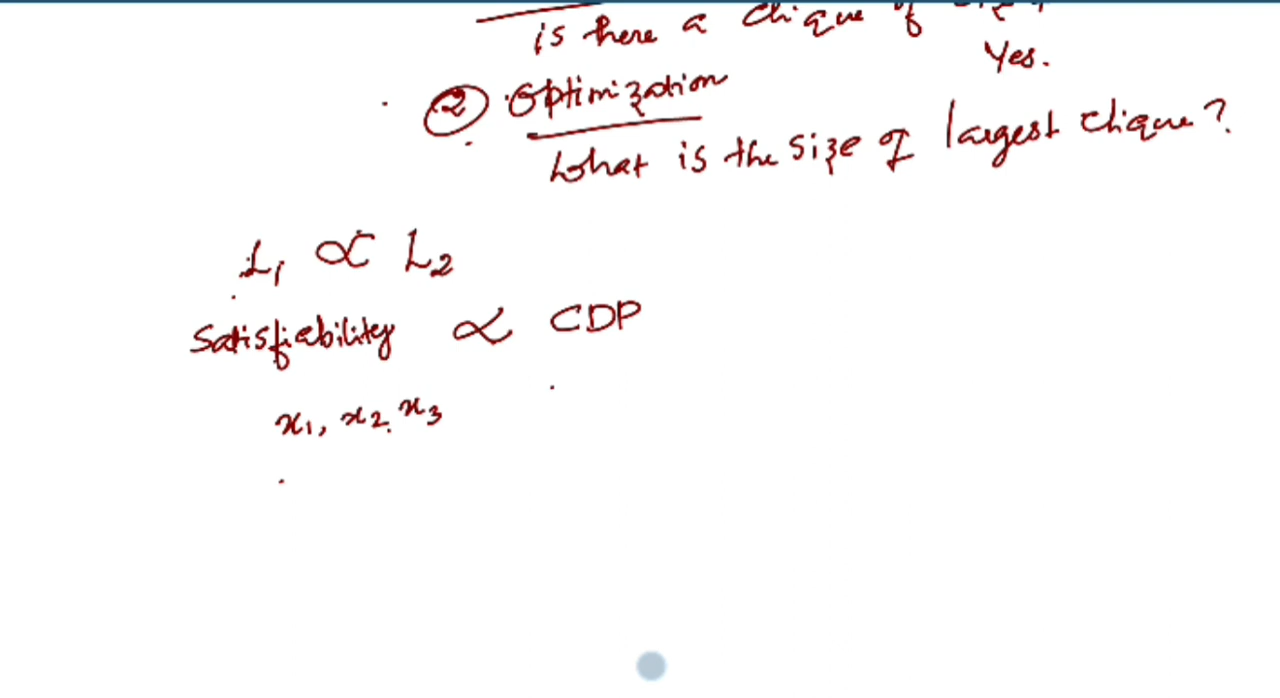 is there a clique of
Yes.
② Optimization
What is the size of largest clique?
L₁ ∝ L₂
Satisfiability ∝ CDP
x₁, x₂ x₃